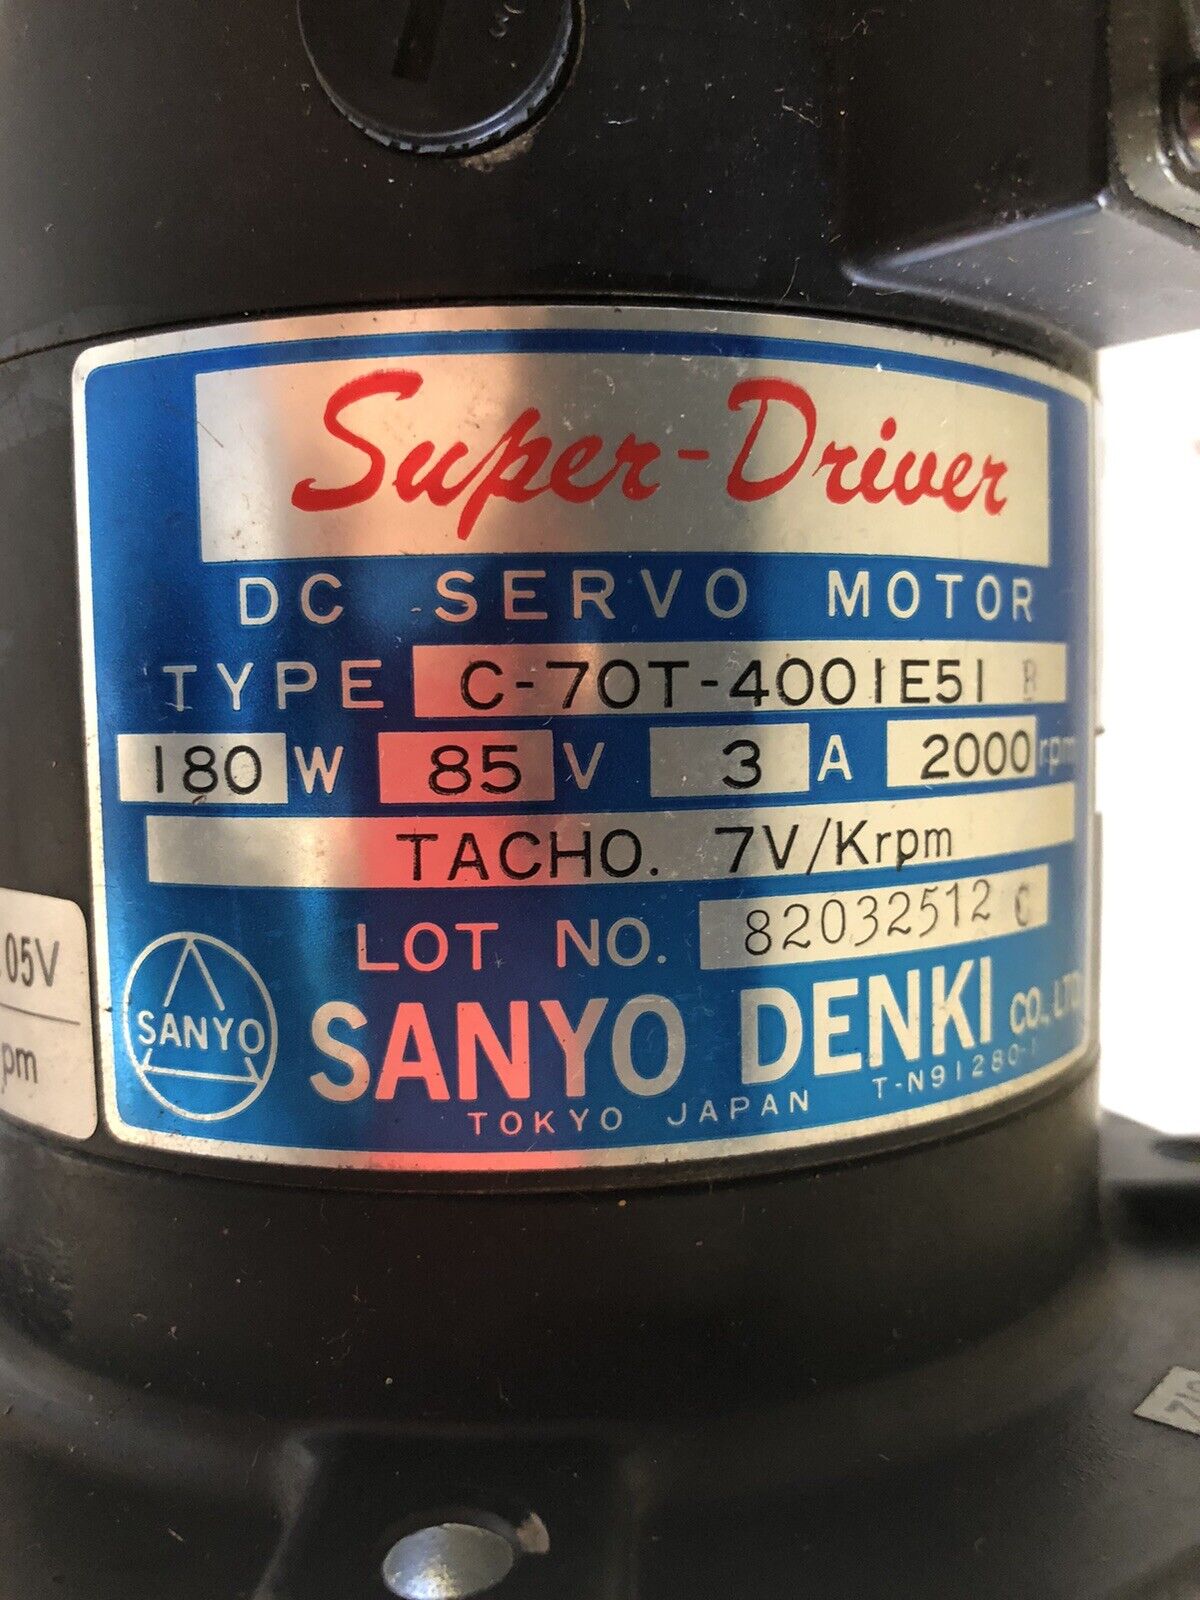 Super-Driver
DC SERVO MOTOR
TYPE C-70T-4001E51 B
180 W 85 V 3 A 2000 rpm
TACHO. 7V/Krpm
LOT NO. 82032512 C
SANYO
SANYO DENKI CO., LTD
TOKYO JAPAN T-N91280-1
.05V
pm